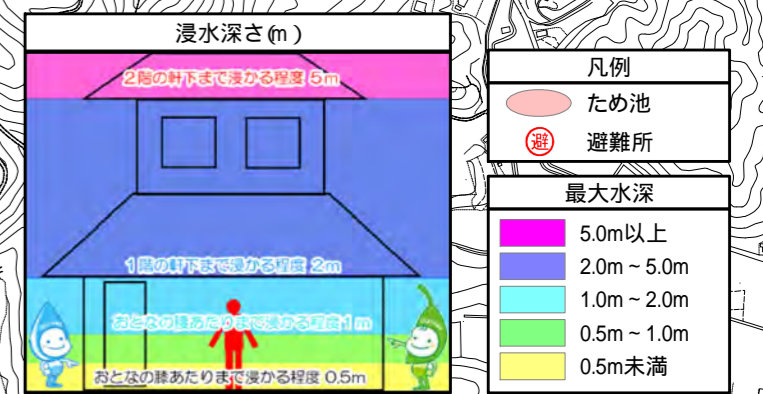 浸水深さ(m)
2階の軒下まで浸かる程度 5m
1階の軒下まで浸かる程度 2m
おとなの膝あたりまで浸かる程度 1m
おとなの膝あたりまで浸かる程度 0.5m
凡例
ため池
避 避難所
最大水深
5.0m以上
2.0m~5.0m
1.0m~2.0m
0.5m~1.0m
0.5m未満